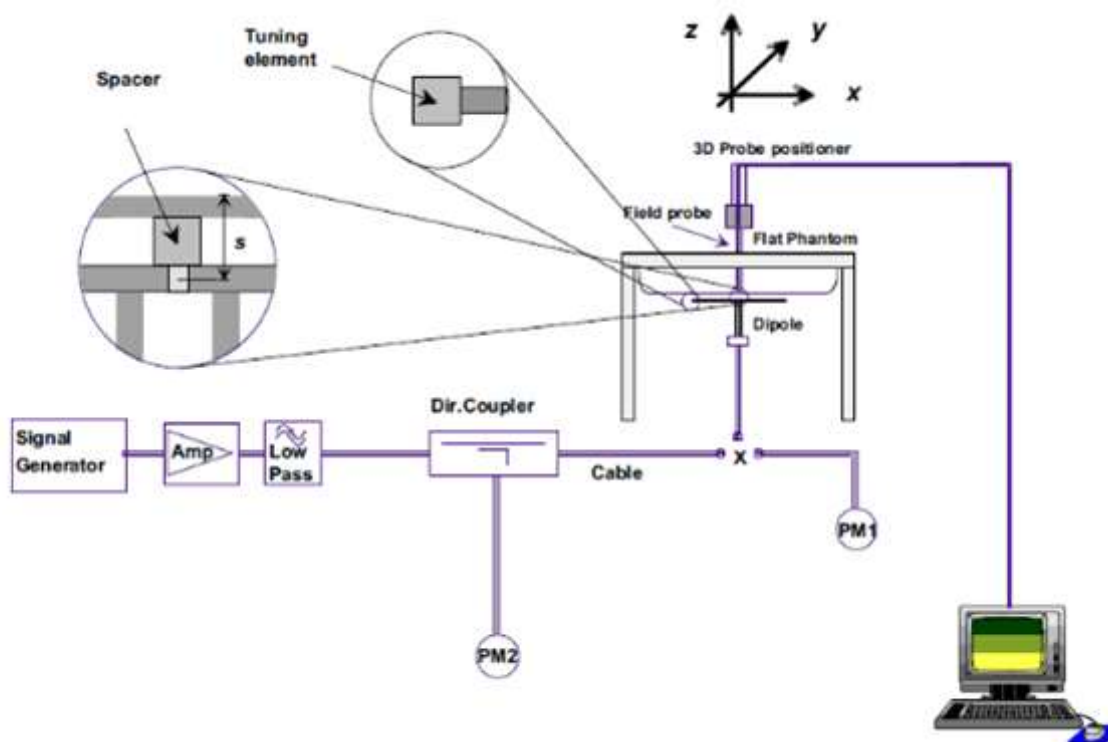 Tuning
element
Spacer
z
y
x
3D Probe positioner
Field probe
Flat Phantom
s
Dipole
Dir.Coupler
Signal
Generator
Amp
Low
Pass
Cable
X
PM1
PM2